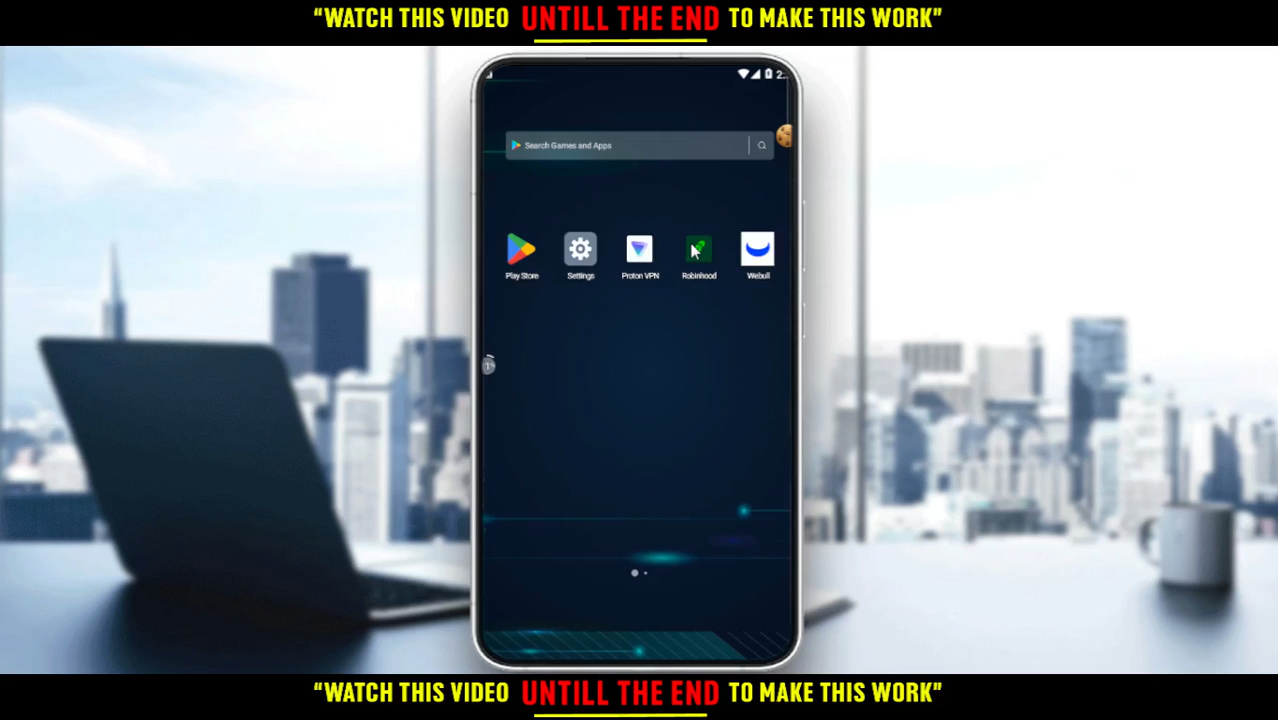 “WATCH THIS VIDEO UNTILL THE END TO MAKE THIS WORK”
2:
Search Games and Apps
Play Store
Settings
Proton VPN
Robinhood
Webull
“WATCH THIS VIDEO UNTILL THE END TO MAKE THIS WORK”